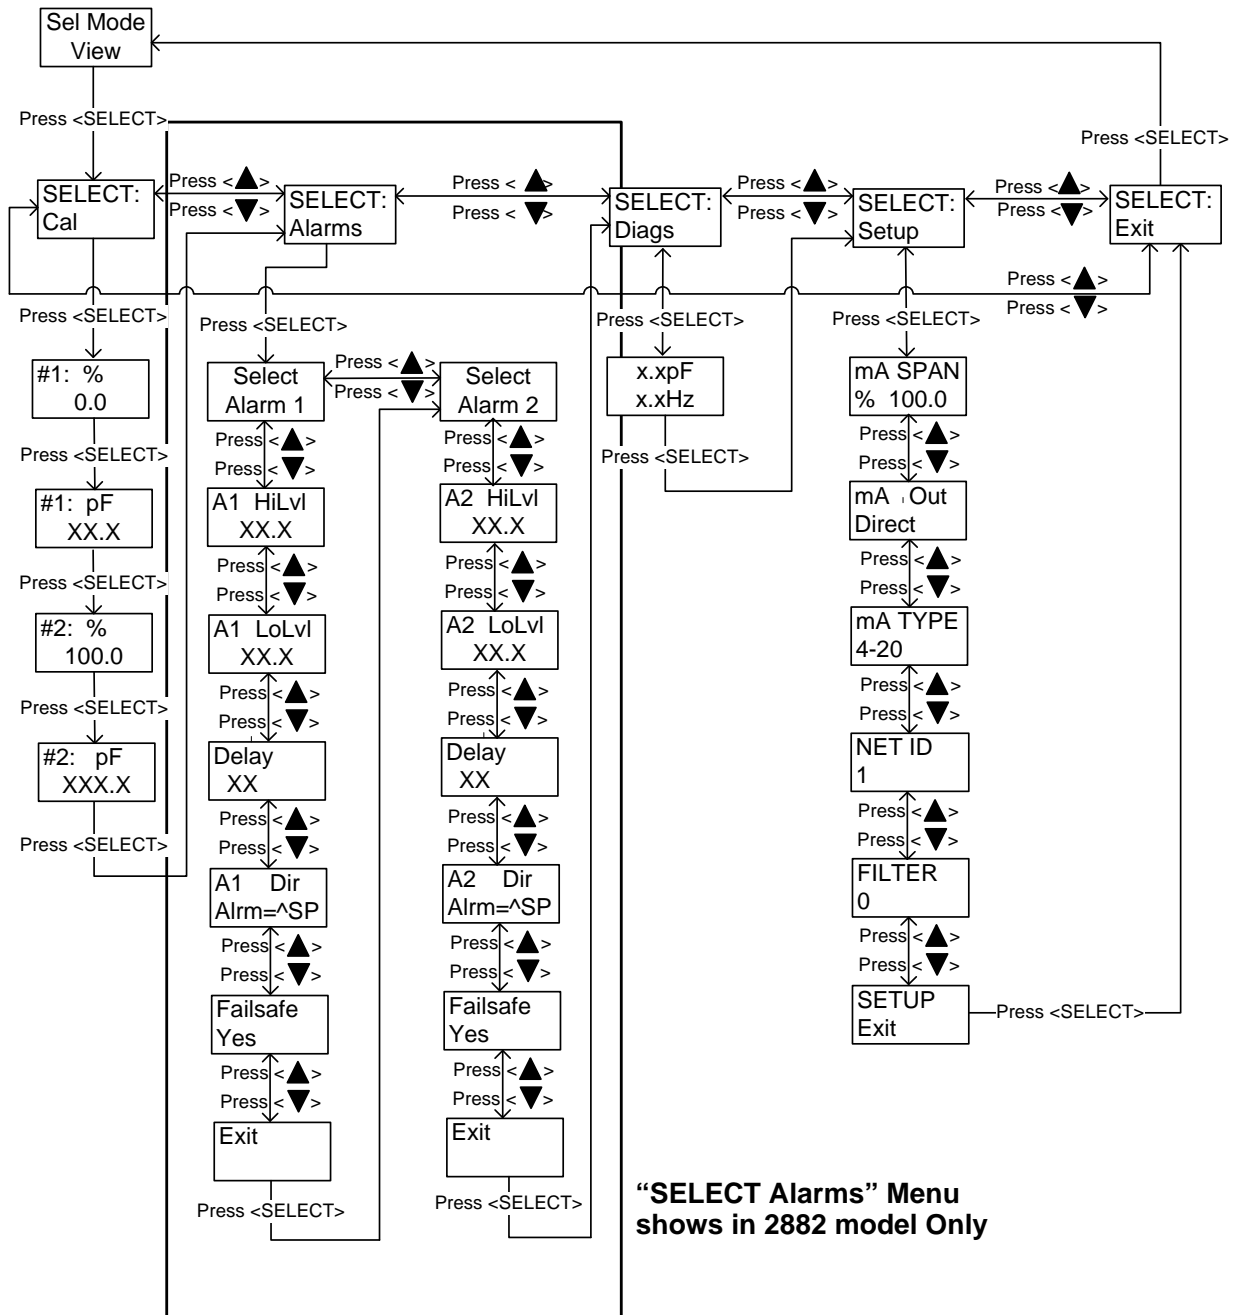 Sel Mode
View
Press <SELECT>
Press <SELECT>
SELECT:
Cal
Press <▲>
Press <▼>
SELECT:
Alarms
Press < ▲>
Press < ▼>
SELECT:
Diags
Press <▲>
Press <▼>
SELECT:
Setup
Press <▲>
Press <▼>
SELECT:
Exit
Press <▲>
Press <▼>
Press <SELECT>
#1: %
0.0
Press <SELECT>
#1: pF
XX.X
Press <SELECT>
#2: %
100.0
Press <SELECT>
#2: pF
XXX.X
Press <SELECT>
Press <SELECT>
Select
Alarm 1
Press <▲>
Press <▼>
Select
Alarm 2
Press <▲>
Press <▼>
A1 HiLvl
XX.X
Press <▲>
Press <▼>
A1 LoLvl
XX.X
Press <▲>
Press <▼>
Delay
XX
Press <▲>
Press <▼>
A1 Dir
Alrm=^SP
Press <▲>
Press <▼>
Failsafe
Yes
Press <▲>
Press <▼>
Exit
Press <SELECT>
Press <▲>
Press <▼>
A2 HiLvl
XX.X
Press <▲>
Press <▼>
A2 LoLvl
XX.X
Press <▲>
Press <▼>
Delay
XX
Press <▲>
Press <▼>
A2 Dir
Alrm=^SP
Press <▲>
Press <▼>
Failsafe
Yes
Press <▲>
Press <▼>
Exit
Press <SELECT>
Press <SELECT>
x.xpF
x.xHz
Press <SELECT>
Press <SELECT>
mA SPAN
% 100.0
Press <▲>
Press <▼>
mA Out
Direct
Press <▲>
Press <▼>
mA TYPE
4-20
Press <▲>
Press <▼>
NET ID
1
Press <▲>
Press <▼>
FILTER
0
Press <▲>
Press <▼>
SETUP
Exit
Press <SELECT>
“SELECT Alarms” Menu
shows in 2882 model Only